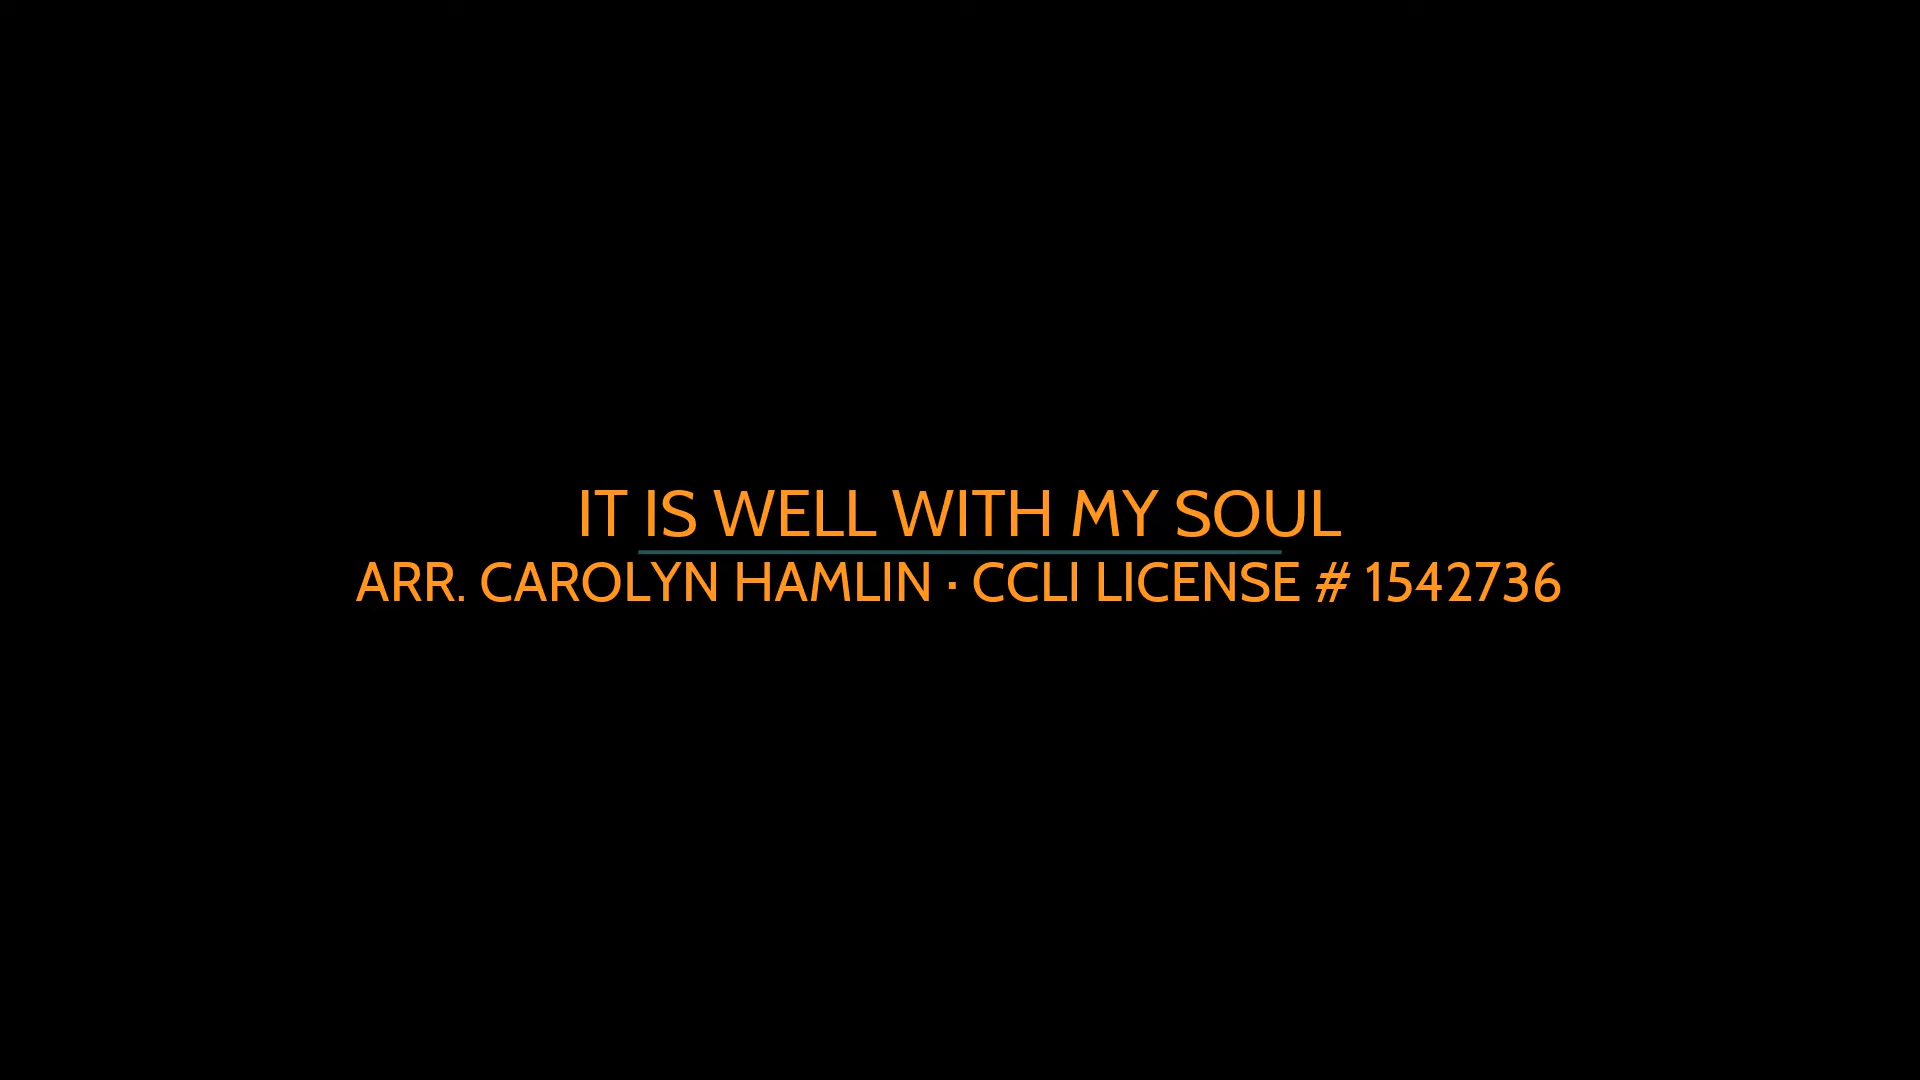 IT IS WELL WITH MY SOUL
ARR. CAROLYN HAMLIN · CCLI LICENSE # 1542736